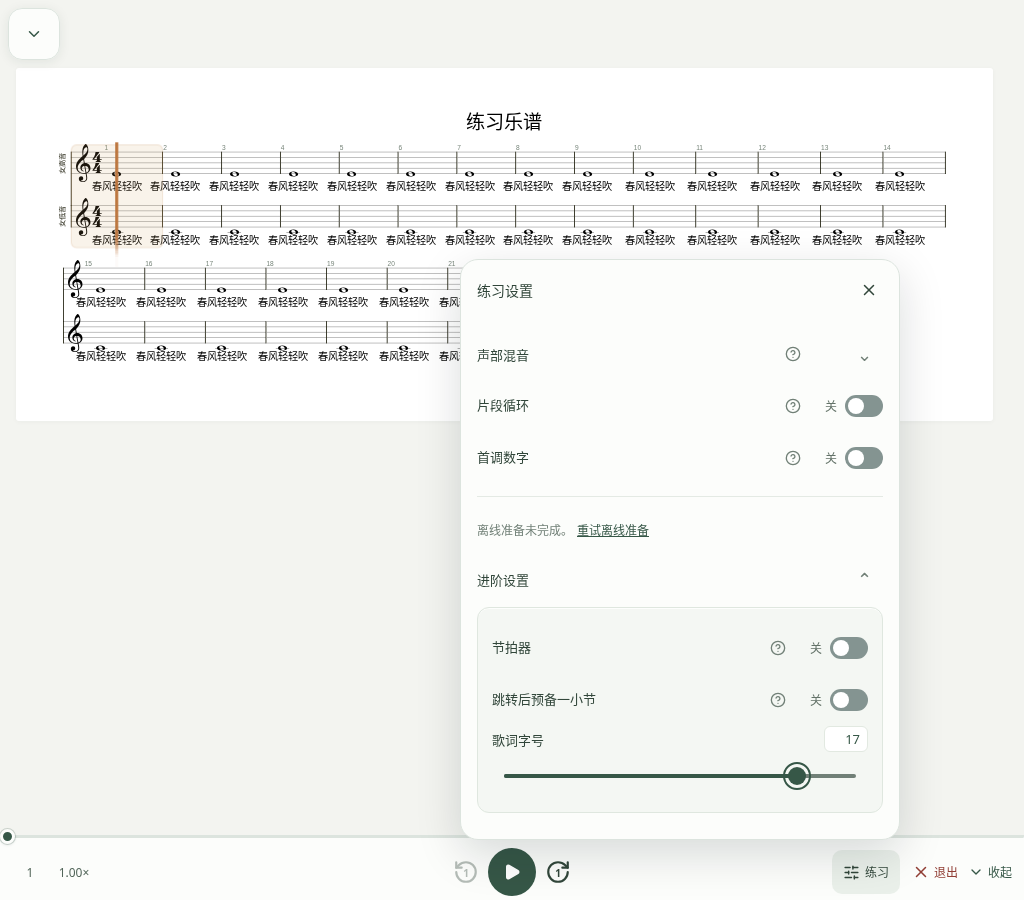 练习乐谱
1 2 3 4 5 6 7 8 9 10 11 12 13 14
女高音
春风轻轻吹 春风轻轻吹 春风轻轻吹 春风轻轻吹 春风轻轻吹 春风轻轻吹 春风轻轻吹 春风轻轻吹 春风轻轻吹 春风轻轻吹 春风轻轻吹 春风轻轻吹 春风轻轻吹 春风轻轻吹
女低音
春风轻轻吹 春风轻轻吹 春风轻轻吹 春风轻轻吹 春风轻轻吹 春风轻轻吹 春风轻轻吹 春风轻轻吹 春风轻轻吹 春风轻轻吹 春风轻轻吹 春风轻轻吹 春风轻轻吹 春风轻轻吹
15 16 17 18 19 20 21
春风轻轻吹 春风轻轻吹 春风轻轻吹 春风轻轻吹 春风轻轻吹 春风轻轻吹 春风
春风轻轻吹 春风轻轻吹 春风轻轻吹 春风轻轻吹 春风轻轻吹 春风轻轻吹 春风
练习设置
声部混音
片段循环 关
首调数字 关
离线准备未完成。 重试离线准备
进阶设置
节拍器 关
跳转后预备一小节 关
歌词字号 17
1 1.00× 1 1 练习 退出 收起